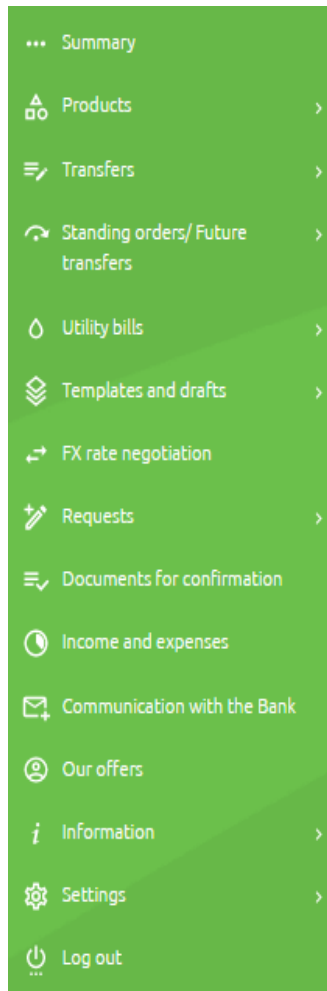 Summary
Products
Transfers
Standing orders/ Future
transfers
Utility bills
Templates and drafts
FX rate negotiation
Requests
Documents for confirmation
Income and expenses
Communication with the Bank
Our offers
Information
Settings
Log out